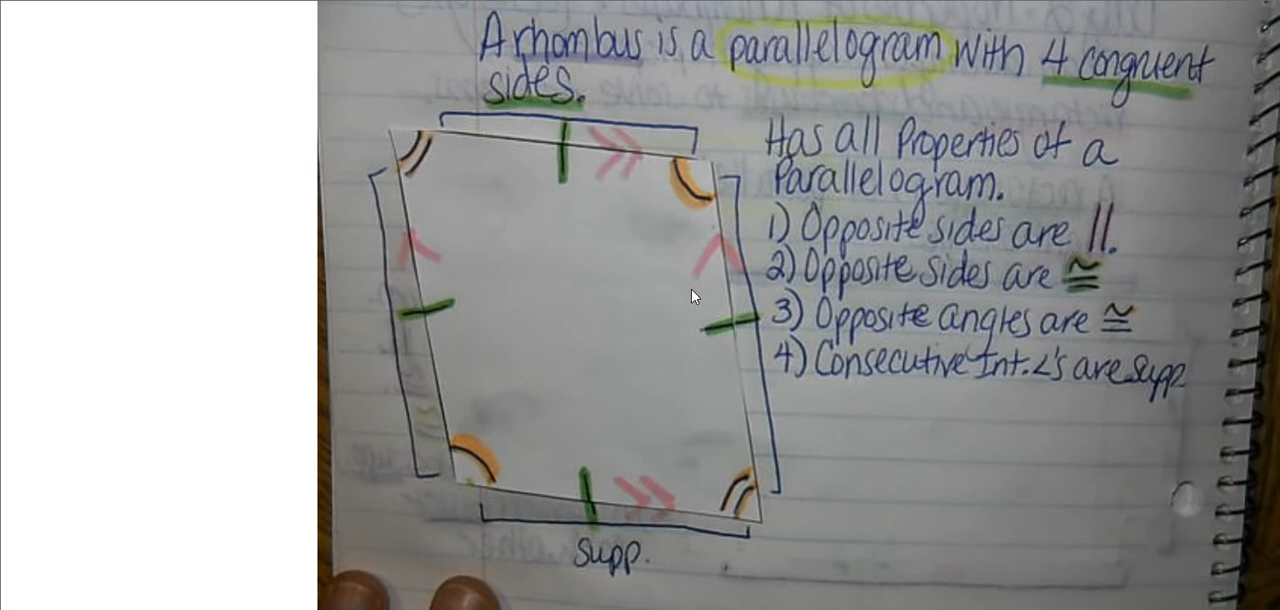 A rhombus is a parallelogram with 4 congruent
sides.
Has all Properties of a
Parallelogram.
1) Opposite sides are ||.
2) Opposite sides are ≅
3) Opposite angles are ≅
4) Consecutive Int. ∠'s are supp
supp.